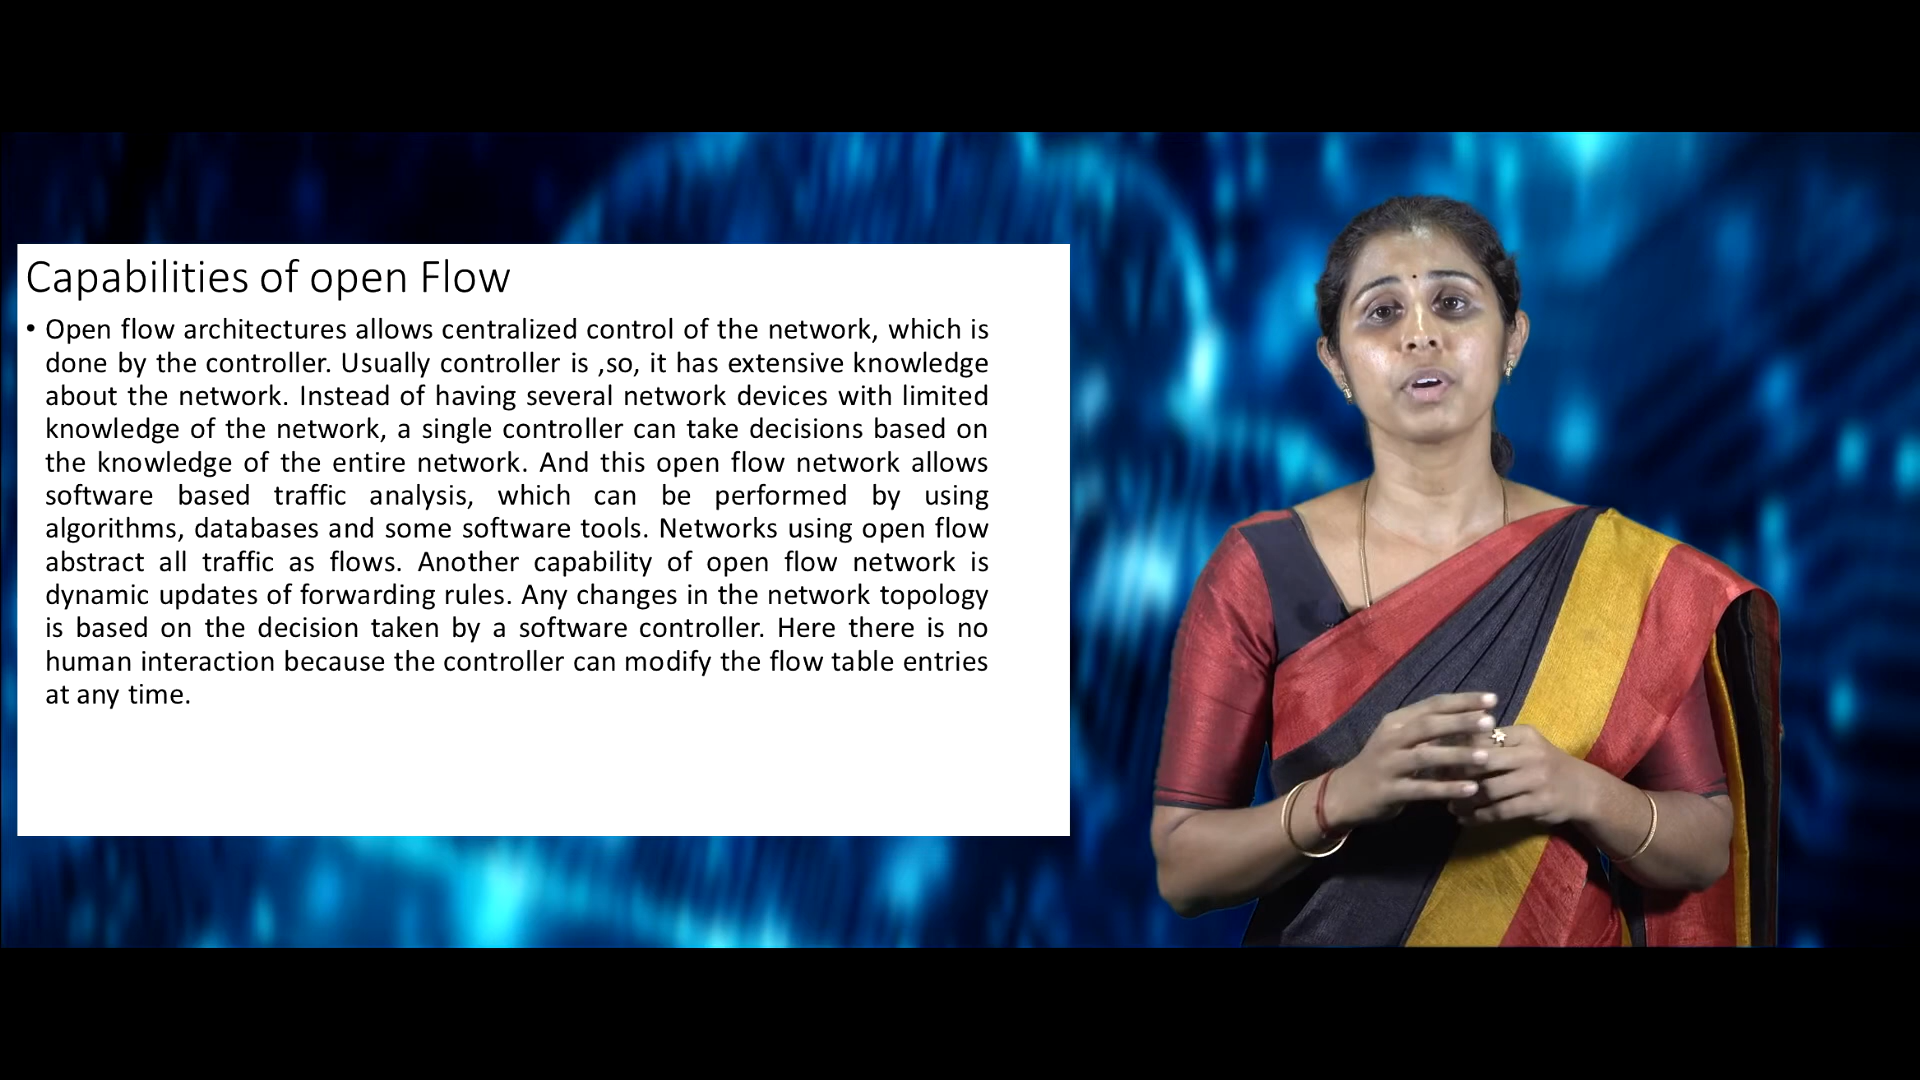 Capabilities of open Flow
• Open flow architectures allows centralized control of the network, which is
done by the controller. Usually controller is ,so, it has extensive knowledge
about the network. Instead of having several network devices with limited
knowledge of the network, a single controller can take decisions based on
the knowledge of the entire network. And this open flow network allows
software based traffic analysis, which can be performed by using
algorithms, databases and some software tools. Networks using open flow
abstract all traffic as flows. Another capability of open flow network is
dynamic updates of forwarding rules. Any changes in the network topology
is based on the decision taken by a software controller. Here there is no
human interaction because the controller can modify the flow table entries
at any time.